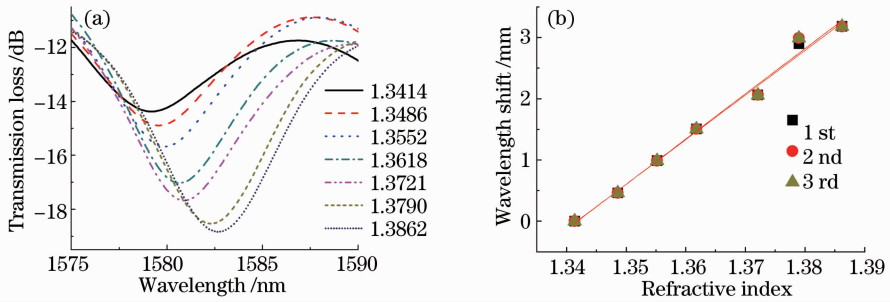 (a)
Transmission loss /dB
-12
-14
-16
-18
1.3414
1.3486
1.3552
1.3618
1.3721
1.3790
1.3862
1575
1580
1585
1590
Wavelength /nm
(b)
Wavelength shift /nm
3
2
1
0
1 st
2 nd
3 rd
1.34
1.35
1.36
1.37
1.38
1.39
Refractive index